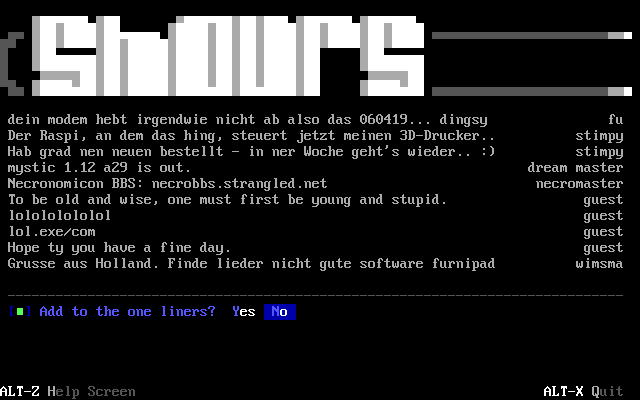 dein modem hebt irgendwie nicht ab also das 060419... dingsy fu
Der Raspi, an dem das hing, steuert jetzt meinen 3D-Drucker.. stimpy
Hab grad nen neuen bestellt - in ner Woche geht's wieder.. :) stimpy
mystic 1.12 a29 is out. dream master
Necronomicon BBS: necrobbs.strangled.net necromaster
To be old and wise, one must first be young and stupid. guest
lolololololol guest
lol.exe/com guest
Hope ty you have a fine day. guest
Grusse aus Holland. Finde lieder nicht gute software furnipad wimsma
Add to the one liners? Yes No
ALT-Z Help Screen ALT-X Quit